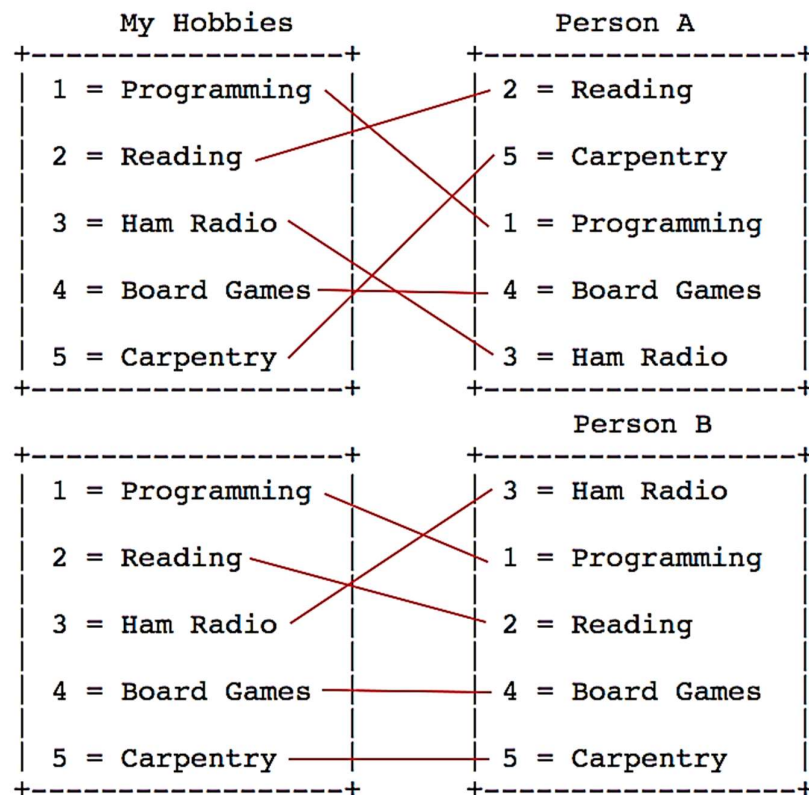 My Hobbies Person A
+-------------------+ +-------------------+
| 1 = Programming | | 2 = Reading |
| 2 = Reading | | 5 = Carpentry |
| 3 = Ham Radio | | 1 = Programming |
| 4 = Board Games | | 4 = Board Games |
| 5 = Carpentry | | 3 = Ham Radio |
+-------------------+ +-------------------+
Person B
+-------------------+ +-------------------+
| 1 = Programming | | 3 = Ham Radio |
| 2 = Reading | | 1 = Programming |
| 3 = Ham Radio | | 2 = Reading |
| 4 = Board Games | | 4 = Board Games |
| 5 = Carpentry | | 5 = Carpentry |
+-------------------+ +-------------------+